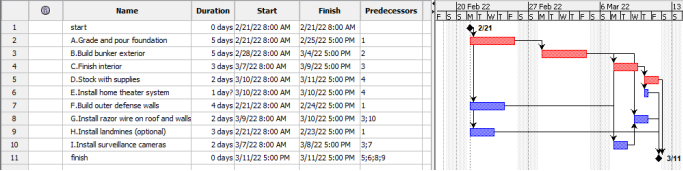 Name Duration Start Finish Predecessors 20 Feb 22 27 Feb 22 6 Mar 22 13
F S S M T W T F S S M T W T F S S M T W T F S S
1 start 0 days 2/21/22 8:00 AM 2/21/22 8:00 AM 2/21
2 A.Grade and pour foundation 5 days 2/21/22 8:00 AM 2/25/22 5:00 PM 1
3 B.Build bunker exterior 5 days 2/28/22 8:00 AM 3/4/22 5:00 PM 2
4 C.Finish interior 3 days 3/7/22 8:00 AM 3/9/22 5:00 PM 3
5 D.Stock with supplies 2 days 3/10/22 8:00 AM 3/11/22 5:00 PM 4
6 E.Install home theater system 1 day? 3/10/22 8:00 AM 3/10/22 5:00 PM 4
7 F.Build outer defense walls 4 days 2/21/22 8:00 AM 2/24/22 5:00 PM 1
8 G.Install razor wire on roof and walls 2 days 3/9/22 8:00 AM 3/10/22 5:00 PM 3;10
9 H.Install landmines (optional) 3 days 2/21/22 8:00 AM 2/23/22 5:00 PM 1
10 I.Install surveillance cameras 2 days 3/7/22 8:00 AM 3/8/22 5:00 PM 3;7
11 finish 0 days 3/11/22 5:00 PM 3/11/22 5:00 PM 5;6;8;9 3/11